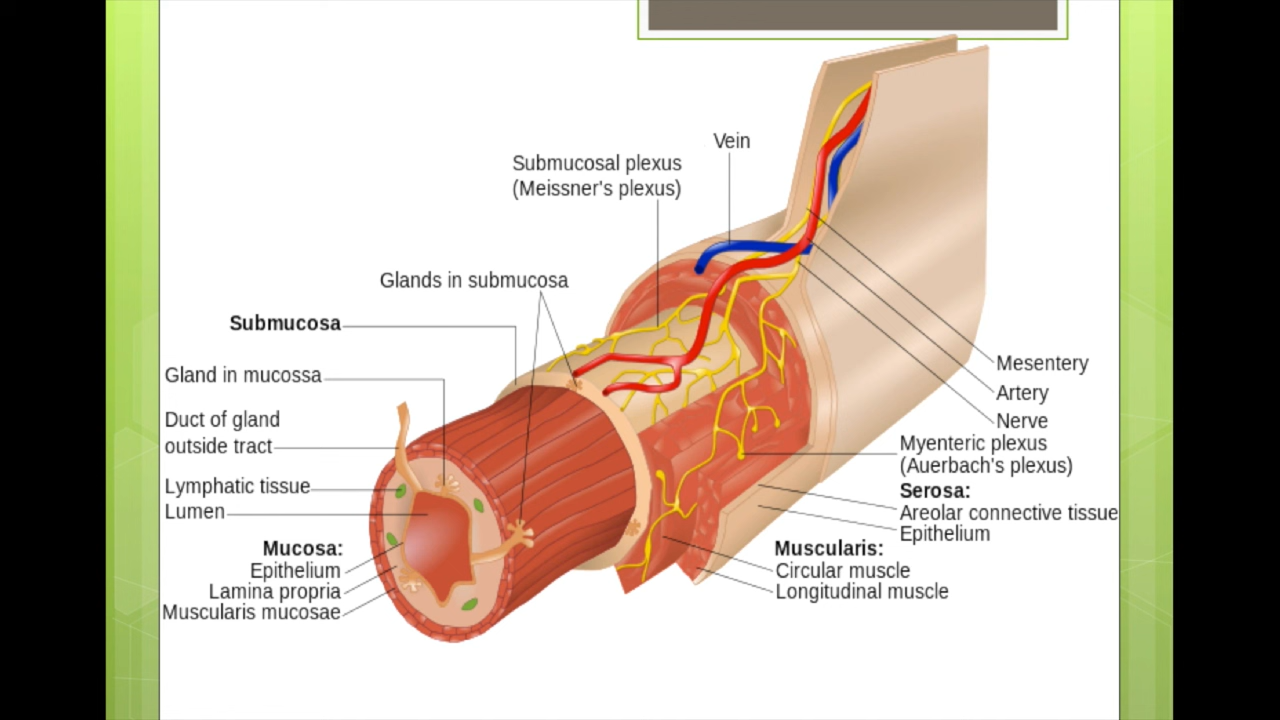 Vein
Submucosal plexus
(Meissner's plexus)
Glands in submucosa
Submucosa
Gland in mucossa
Duct of gland
outside tract
Lymphatic tissue
Lumen
Mucosa:
Epithelium
Lamina propria
Muscularis mucosae
Mesentery
Artery
Nerve
Myenteric plexus
(Auerbach's plexus)
Serosa:
Areolar connective tissue
Epithelium
Muscularis:
Circular muscle
Longitudinal muscle